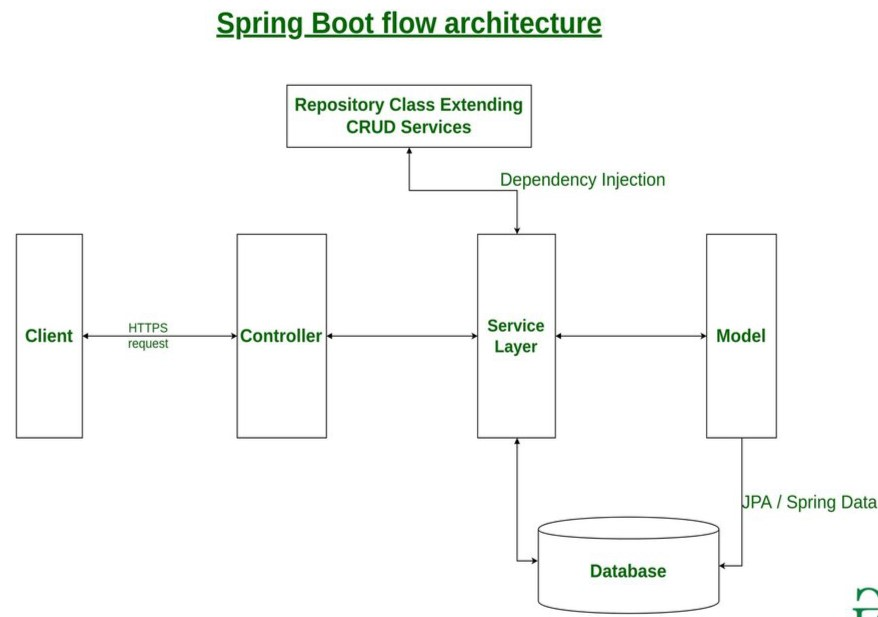 Spring Boot flow architecture
Repository Class Extending
CRUD Services
Dependency Injection
Client
HTTPS
request
Controller
Service
Layer
Model
JPA / Spring Data
Database